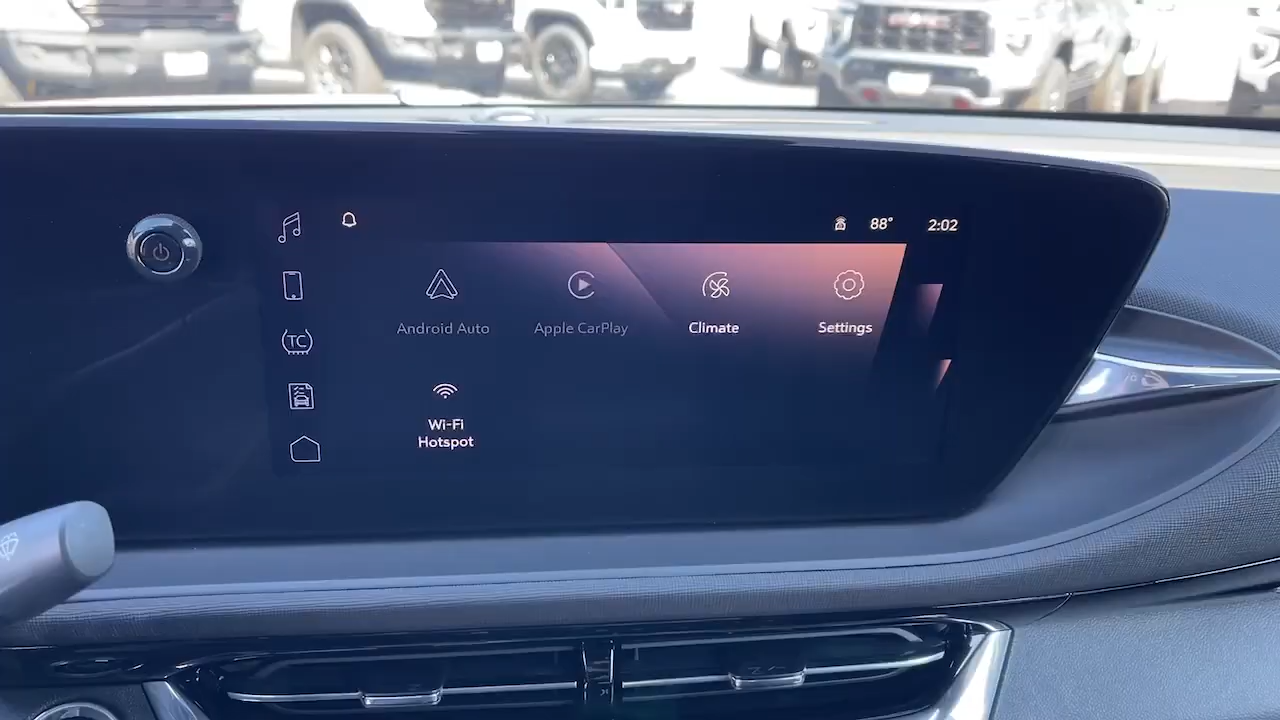 88°
2:02
Android Auto
Apple CarPlay
Climate
Settings
TC
Wi-Fi
Hotspot